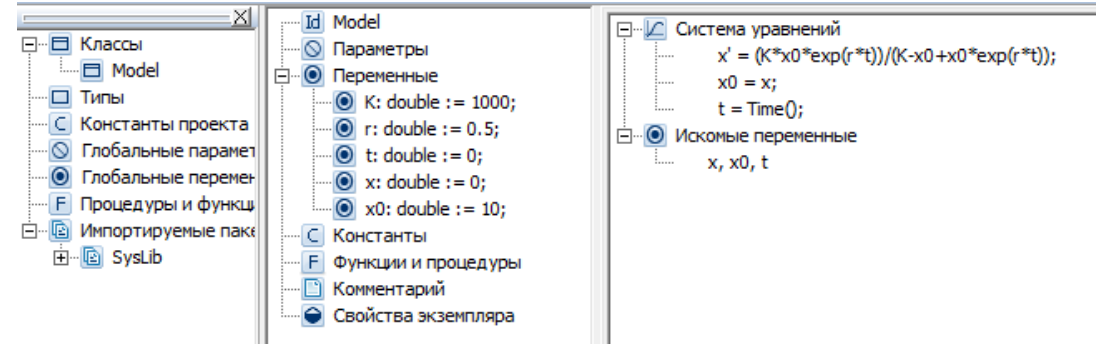 Классы
Model
Типы
Константы проекта
Глобальные парамет
Глобальные перемен
Процедуры и функц
Импортируемые паке
SysLib
Id Model
Параметры
Переменные
K: double := 1000;
r: double := 0.5;
t: double := 0;
x: double := 0;
x0: double := 10;
C Константы
F Функции и процедуры
Комментарий
Свойства экземпляра
Система уравнений
x' = (K*x0*exp(r*t))/(K-x0+x0*exp(r*t));
x0 = x;
t = Time();
Искомые переменные
x, x0, t